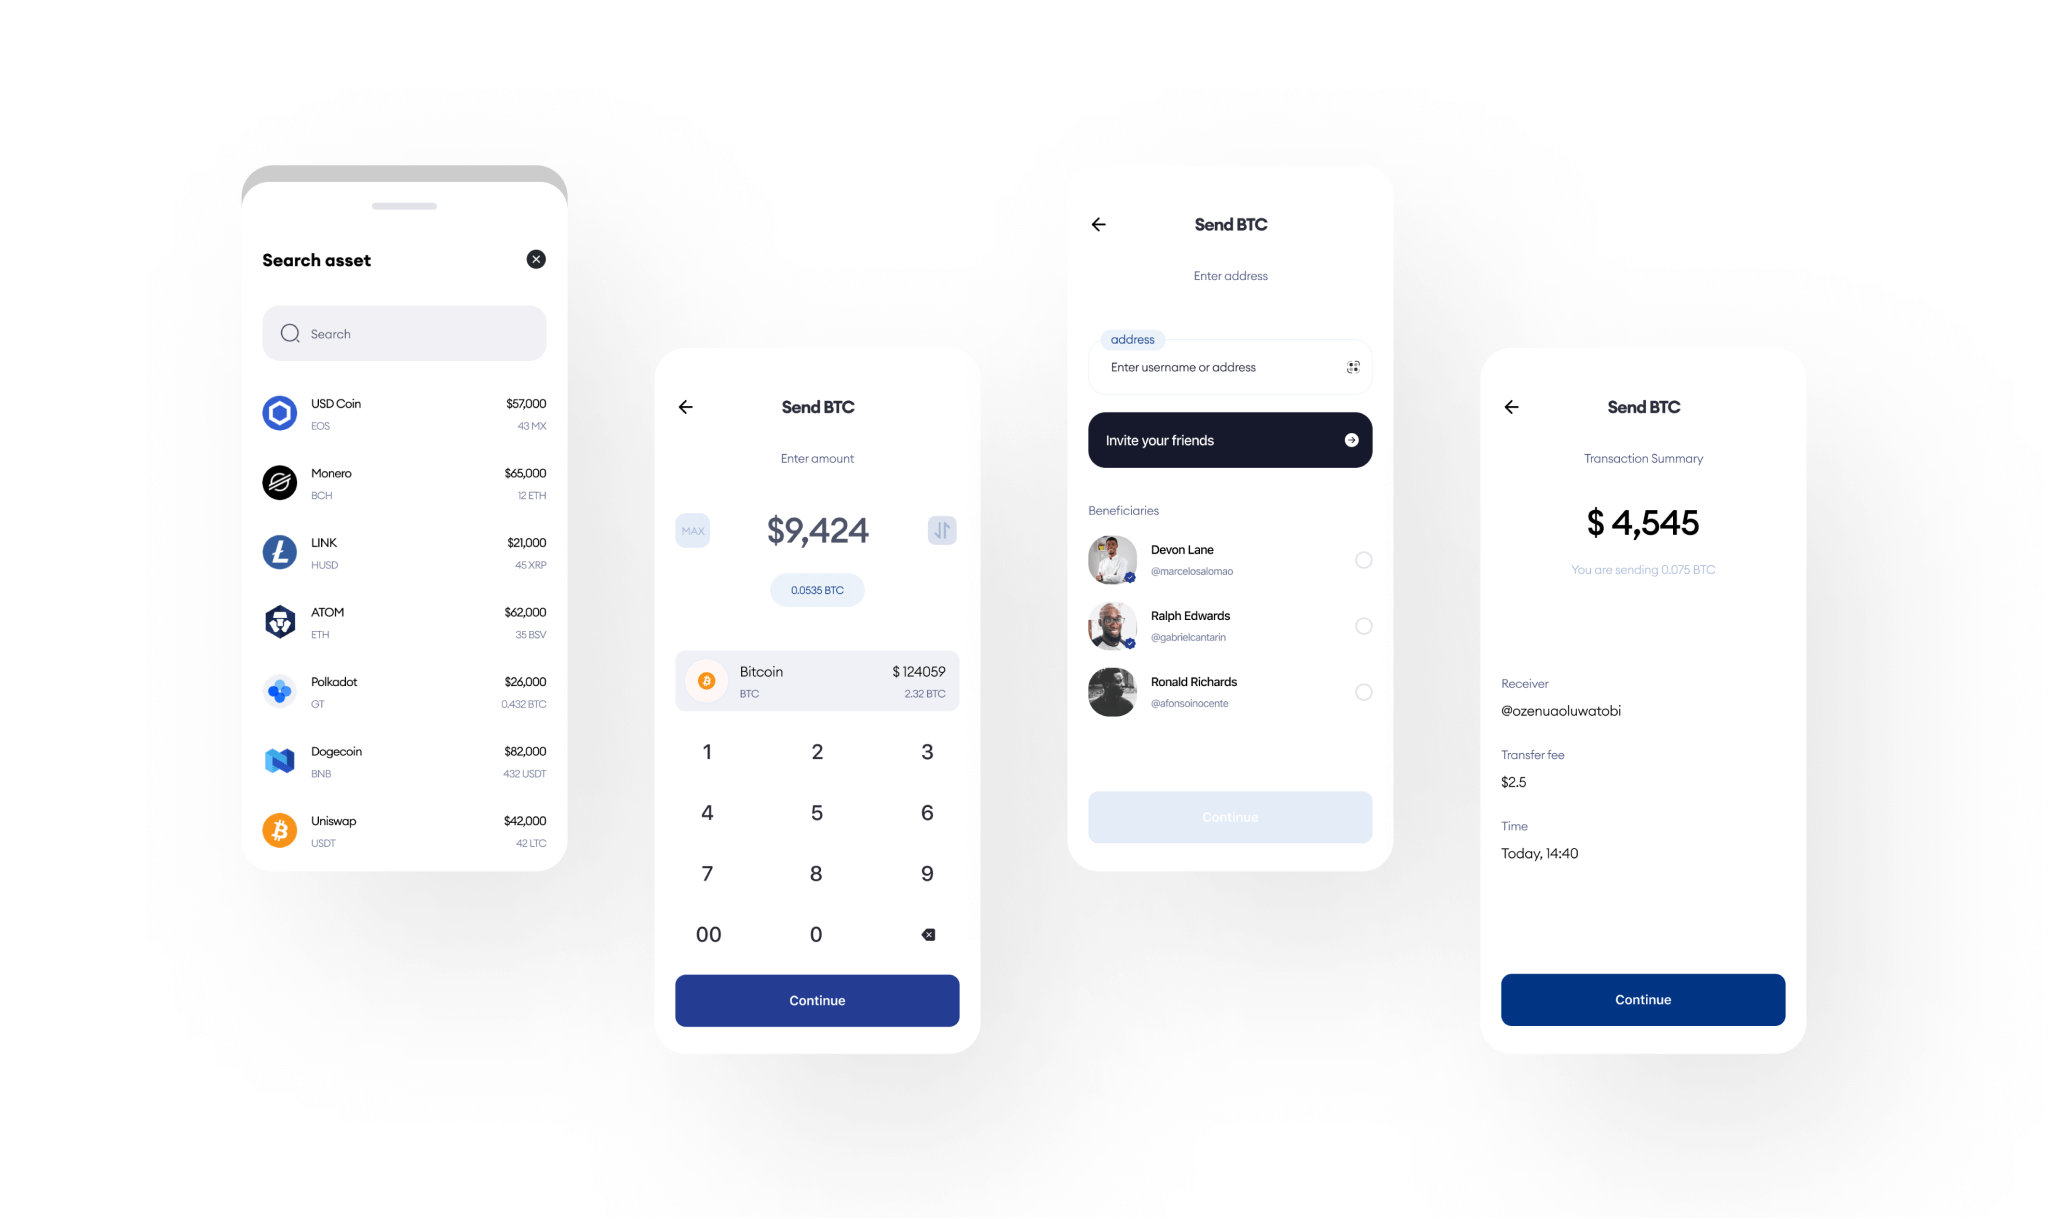 Search asset
Search
USD Coin $57,000
EOS 43 MX
Monero $65,000
BCH 12 ETH
LINK $21,000
HUSD 45 XRP
ATOM $62,000
ETH 35 BSV
Polkadot $26,000
GT 0.432 BTC
Dogecoin $82,000
BNB 432 USDT
Uniswap $42,000
USDT 42 LTC
Send BTC
Enter amount
MAX $9,424
0.0535 BTC
Bitcoin $ 124059
BTC 2.32 BTC
1 2 3
4 5 6
7 8 9
00 0
Continue
Send BTC
Enter address
address
Enter username or address
Invite your friends
Beneficiaries
Devon Lane
@marcelosalomao
Ralph Edwards
@gabrielcantarin
Ronald Richards
@afonsoinocente
Continue
Send BTC
Transaction Summary
$ 4,545
You are sending 0.075 BTC
Receiver
@ozenuaoluwatobi
Transfer fee
$2.5
Time
Today, 14:40
Continue